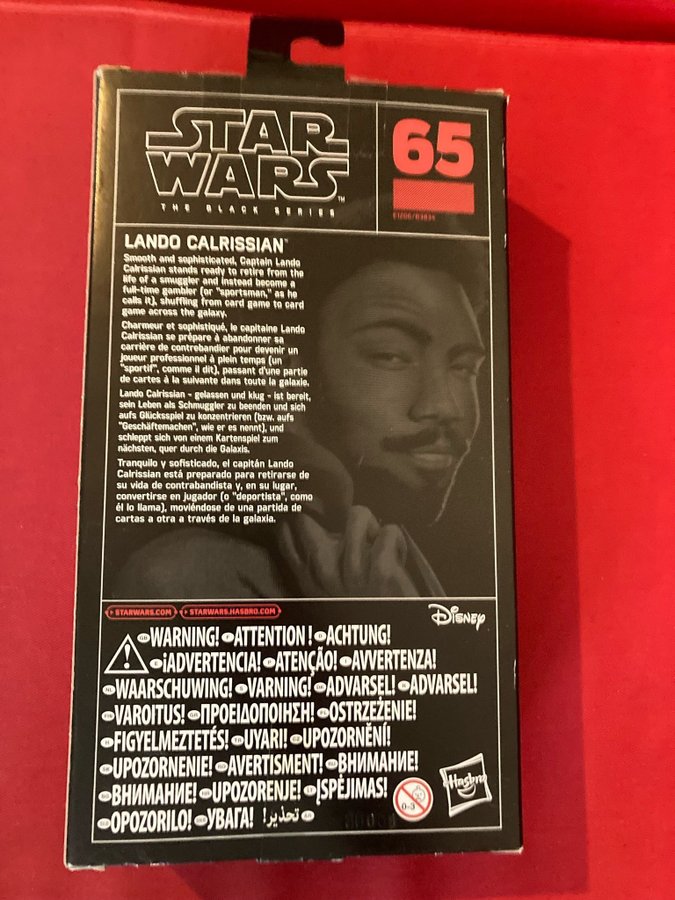 STAR
WARS™
THE BLACK SERIES
65
E1206/B3834
LANDO CALRISSIAN™
Smooth and sophisticated, Captain Lando
Calrissian stands ready to retire from the
life of a smuggler and instead become a
full-time gambler (or "sportsman," as he
calls it), shuffling from card game to card
game across the galaxy.
Charmeur et sophistiqué, le capitaine Lando
Calrissian se prépare à abandonner sa
carrière de contrebandier pour devenir un
joueur professionnel à plein temps (un
"sportif", comme il dit), passant d'une partie
de cartes à la suivante dans toute la galaxie.
Lando Calrissian - gelassen und klug - ist bereit,
sein Leben als Schmuggler zu beenden und sich
aufs Glücksspiel zu konzentrieren (bzw. aufs
"Geschäftemachen", wie er es nennt), und
schleppt sich von einem Kartenspiel zum
nächsten, quer durch die Galaxis.
Tranquilo y sofisticado, el capitán Lando
Calrissian está preparado para retirarse de
su vida de contrabandista y, en su lugar,
convertirse en jugador (o "deportista", como
él lo llama), moviéndose de una partida de
cartas a otra a través de la galaxia.
STARWARS.COM STARWARS.HASBRO.COM
Disney
WARNING! ATTENTION! ACHTUNG!
¡ADVERTENCIA! ATENÇÃO! AVVERTENZA!
WAARSCHUWING! VARNING! ADVARSEL! ADVARSEL!
VAROITUS! ΠΡΟΕΙΔΟΠΟΙΗΣΗ! OSTRZEŻENIE!
FIGYELMEZTETÉS! UYARI! UPOZORNĚNÍ!
UPOZORNENIE! AVERTISMENT! ВНИМАНИЕ!
ВНИМАНИЕ! UPOZORENJE! ĮSPĖJIMAS!
OPOZORILO! УВАГА! تحذير!
0-3
Hasbro